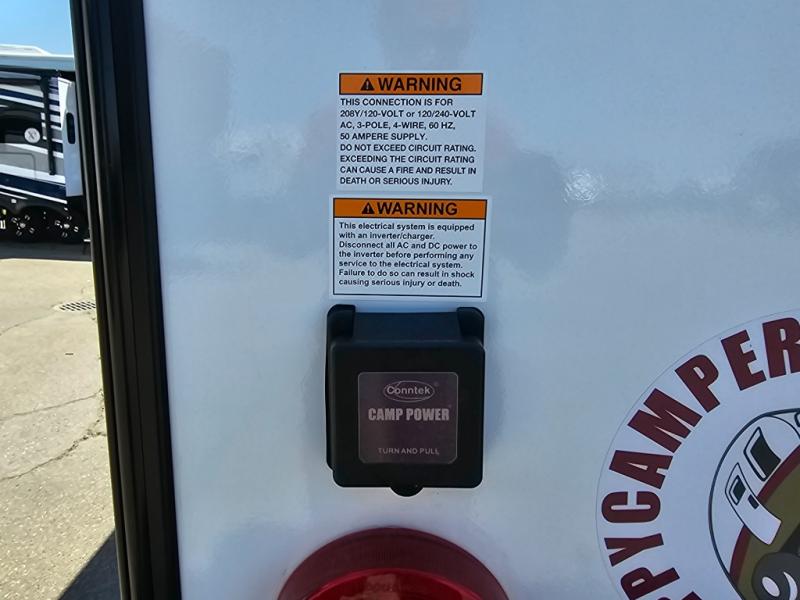 WARNING
THIS CONNECTION IS FOR
208Y/120-VOLT or 120/240-VOLT
AC, 3-POLE, 4-WIRE, 60 HZ,
50 AMPERE SUPPLY.
DO NOT EXCEED CIRCUIT RATING.
EXCEEDING THE CIRCUIT RATING
CAN CAUSE A FIRE AND RESULT IN
DEATH OR SERIOUS INJURY.
WARNING
This electrical system is equipped
with an inverter/charger.
Disconnect all AC and DC power to
the inverter before performing any
service to the electrical system.
Failure to do so can result in shock
causing serious injury or death.
Conntek®
CAMP POWER
TURN AND PULL
PPYCAMPER